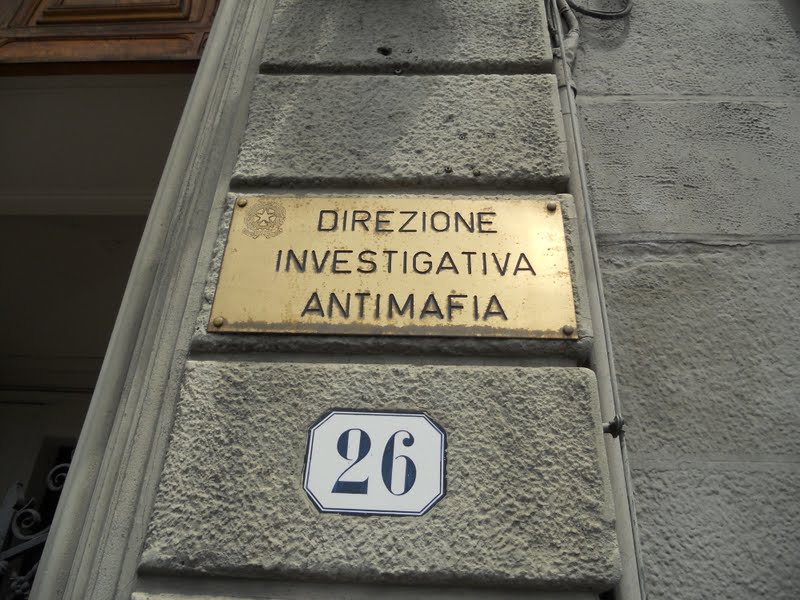 DIREZIONE
INVESTIGATIVA
ANTIMAFIA
26